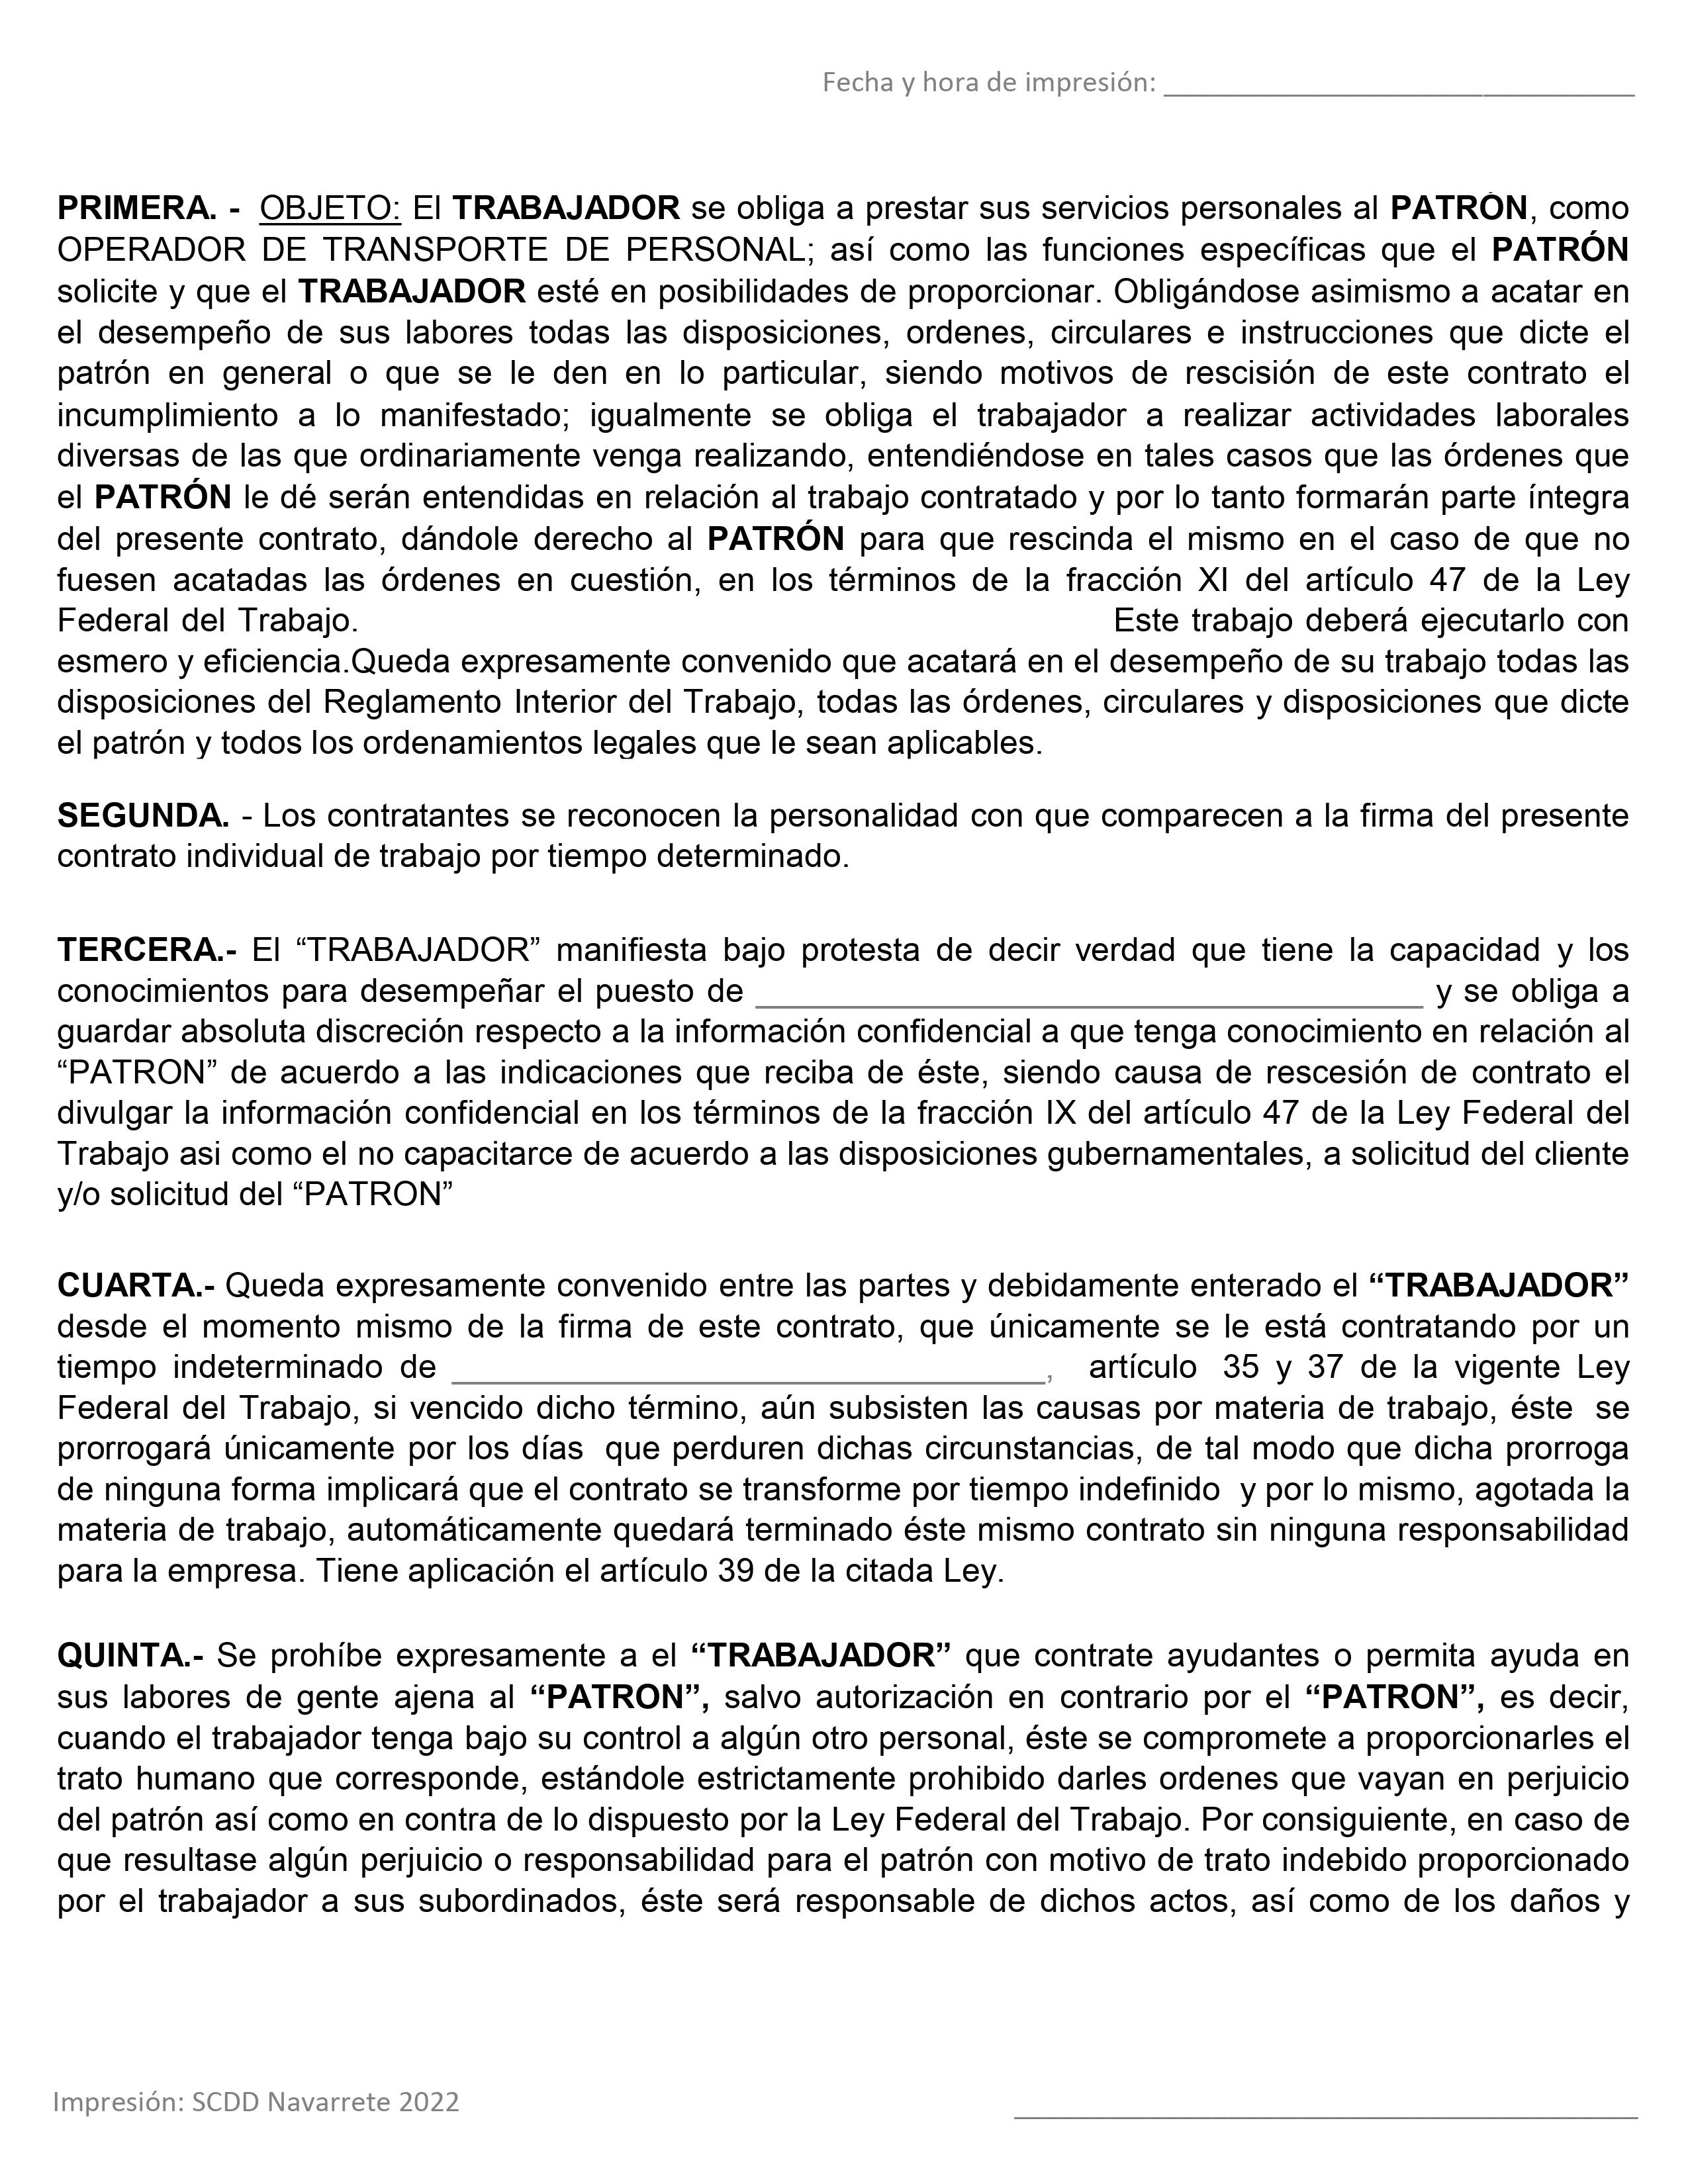 Fecha y hora de impresión: ______________________________
PRIMERA. - OBJETO: El TRABAJADOR se obliga a prestar sus servicios personales al PATRÓN, como
OPERADOR DE TRANSPORTE DE PERSONAL; así como las funciones específicas que el PATRÓN
solicite y que el TRABAJADOR esté en posibilidades de proporcionar. Obligándose asimismo a acatar en
el desempeño de sus labores todas las disposiciones, ordenes, circulares e instrucciones que dicte el
patrón en general o que se le den en lo particular, siendo motivos de rescisión de este contrato el
incumplimiento a lo manifestado; igualmente se obliga el trabajador a realizar actividades laborales
diversas de las que ordinariamente venga realizando, entendiéndose en tales casos que las órdenes que
el PATRÓN le dé serán entendidas en relación al trabajo contratado y por lo tanto formarán parte íntegra
del presente contrato, dándole derecho al PATRÓN para que rescinda el mismo en el caso de que no
fuesen acatadas las órdenes en cuestión, en los términos de la fracción XI del artículo 47 de la Ley
Federal del Trabajo. Este trabajo deberá ejecutarlo con
esmero y eficiencia.Queda expresamente convenido que acatará en el desempeño de su trabajo todas las
disposiciones del Reglamento Interior del Trabajo, todas las órdenes, circulares y disposiciones que dicte
el patrón y todos los ordenamientos legales que le sean aplicables.
SEGUNDA. - Los contratantes se reconocen la personalidad con que comparecen a la firma del presente
contrato individual de trabajo por tiempo determinado.
TERCERA.- El “TRABAJADOR” manifiesta bajo protesta de decir verdad que tiene la capacidad y los
conocimientos para desempeñar el puesto de ____________________________________ y se obliga a
guardar absoluta discreción respecto a la información confidencial a que tenga conocimiento en relación al
“PATRON” de acuerdo a las indicaciones que reciba de éste, siendo causa de rescesión de contrato el
divulgar la información confidencial en los términos de la fracción IX del artículo 47 de la Ley Federal del
Trabajo asi como el no capacitarce de acuerdo a las disposiciones gubernamentales, a solicitud del cliente
y/o solicitud del “PATRON”
CUARTA.- Queda expresamente convenido entre las partes y debidamente enterado el “TRABAJADOR”
desde el momento mismo de la firma de este contrato, que únicamente se le está contratando por un
tiempo indeterminado de ________________________________, artículo 35 y 37 de la vigente Ley
Federal del Trabajo, si vencido dicho término, aún subsisten las causas por materia de trabajo, éste se
prorrogará únicamente por los días que perduren dichas circunstancias, de tal modo que dicha prorroga
de ninguna forma implicará que el contrato se transforme por tiempo indefinido y por lo mismo, agotada la
materia de trabajo, automáticamente quedará terminado éste mismo contrato sin ninguna responsabilidad
para la empresa. Tiene aplicación el artículo 39 de la citada Ley.
QUINTA.- Se prohíbe expresamente a el “TRABAJADOR” que contrate ayudantes o permita ayuda en
sus labores de gente ajena al “PATRON”, salvo autorización en contrario por el “PATRON”, es decir,
cuando el trabajador tenga bajo su control a algún otro personal, éste se compromete a proporcionarles el
trato humano que corresponde, estándole estrictamente prohibido darles ordenes que vayan en perjuicio
del patrón así como en contra de lo dispuesto por la Ley Federal del Trabajo. Por consiguiente, en caso de
que resultase algún perjuicio o responsabilidad para el patrón con motivo de trato indebido proporcionado
por el trabajador a sus subordinados, éste será responsable de dichos actos, así como de los daños y
Impresión: SCDD Navarrete 2022 ________________________________________